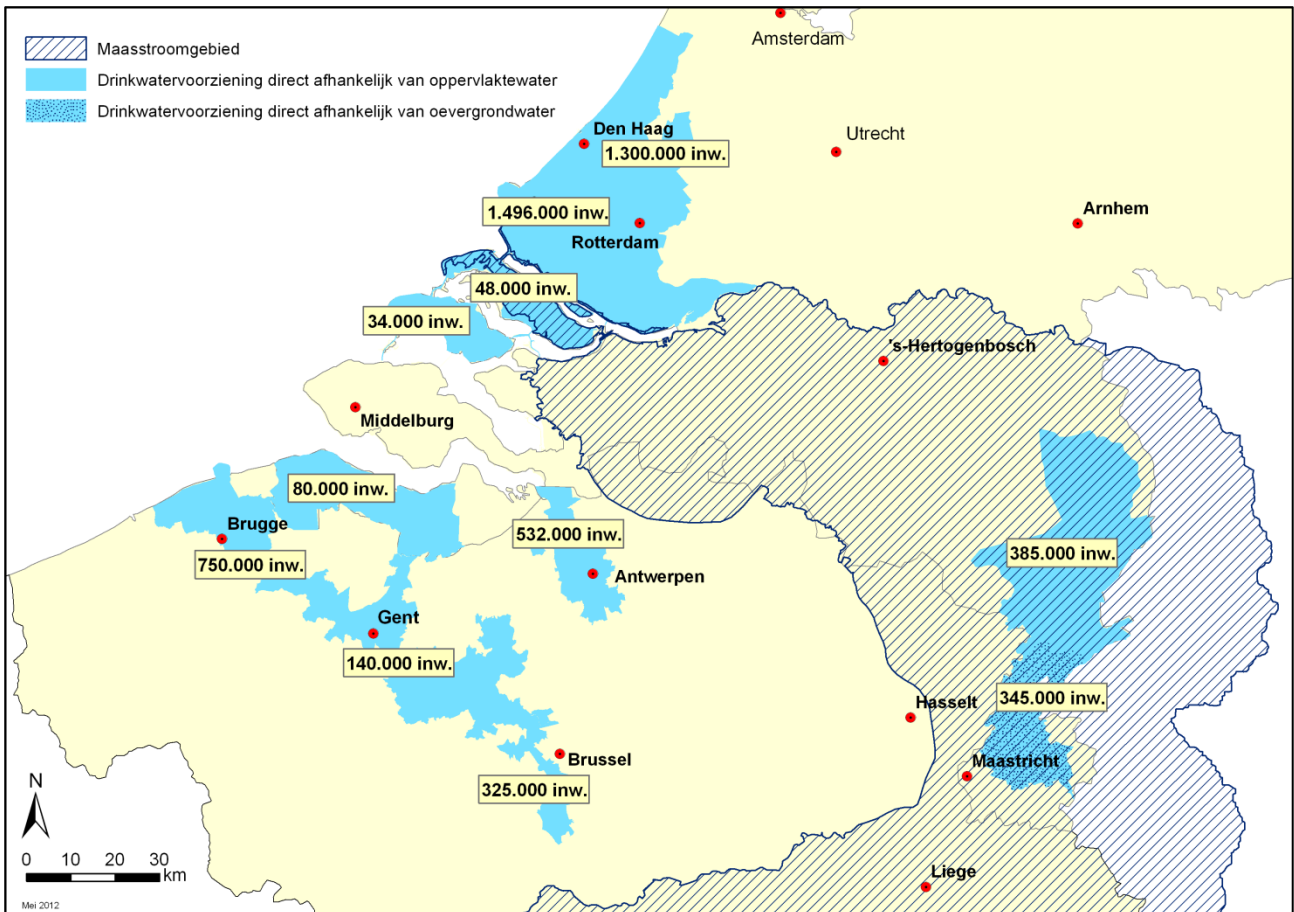 Amsterdam
Maasstroomgebied
Drinkwatervoorziening direct afhankelijk van oppervlaktewater
Drinkwatervoorziening direct afhankelijk van oevergrondwater
Den Haag
1.300.000 inw.
Utrecht
1.496.000 inw.
Rotterdam
Arnhem
48.000 inw.
34.000 inw.
's-Hertogenbosch
Middelburg
80.000 inw.
Brugge
750.000 inw.
532.000 inw.
Antwerpen
385.000 inw.
Gent
140.000 inw.
Hasselt
345.000 inw.
Brussel
325.000 inw.
Maastricht
Liege
N
0 10 20 30
km
Mei 2012